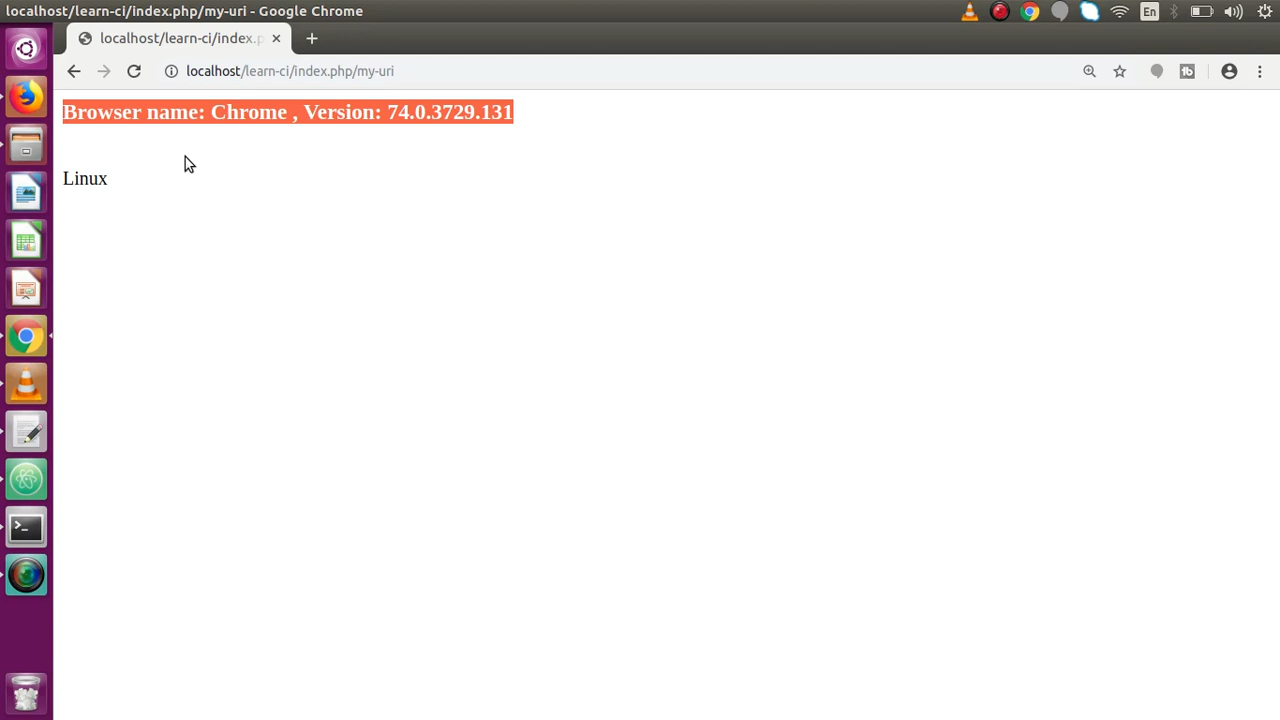 localhost/learn-ci/index.php/my-uri - Google Chrome
En
localhost/learn-ci/index.p
localhost/learn-ci/index.php/my-uri
Browser name: Chrome , Version: 74.0.3729.131
Linux